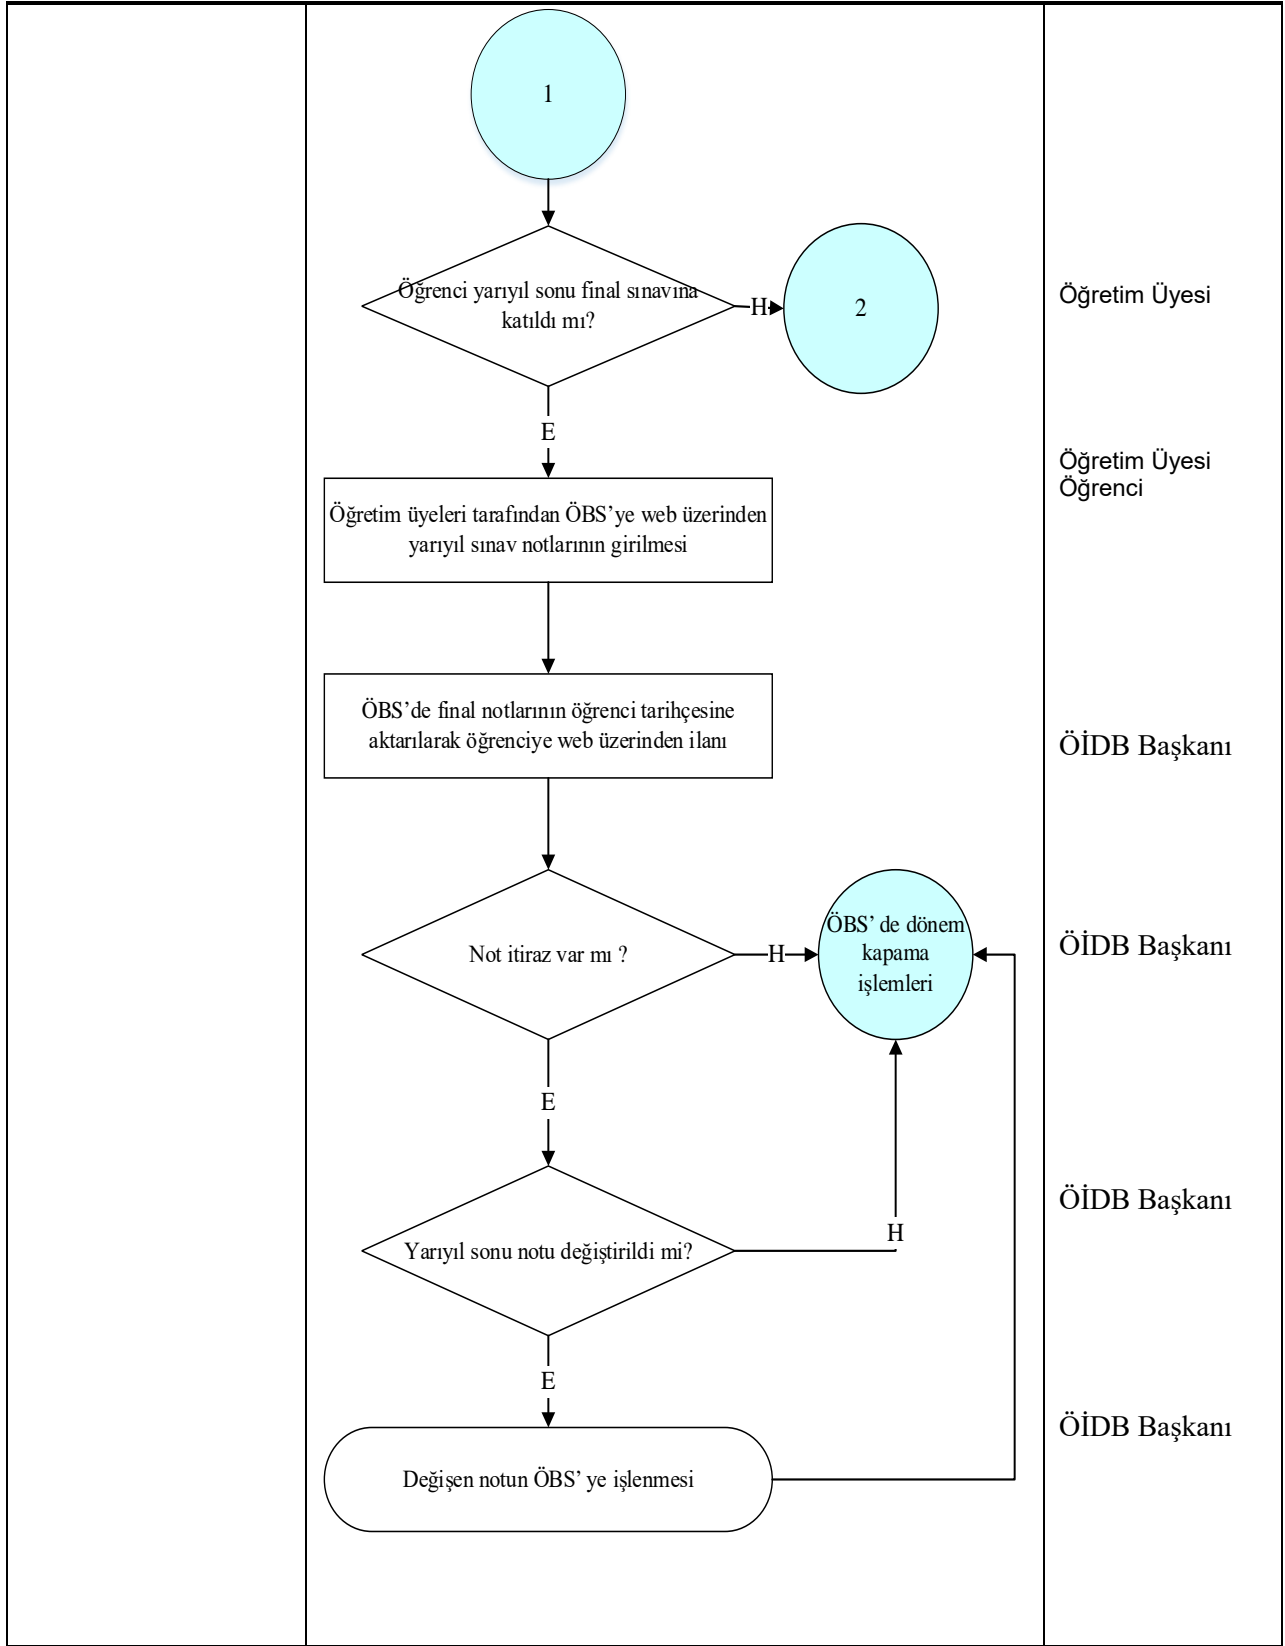 1
Öğrenci yarıyıl sonu final sınavına
katıldı mı?
H
2
Öğretim Üyesi
E
Öğretim Üyesi
Öğrenci
Öğretim üyeleri tarafından ÖBS’ye web üzerinden
yarıyıl sınav notlarının girilmesi
ÖBS’de final notlarının öğrenci tarihçesine
aktarılarak öğrenciye web üzerinden ilanı
ÖİDB Başkanı
Not itiraz var mı ?
H
ÖBS’ de dönem
kapama
işlemleri
ÖİDB Başkanı
E
Yarıyıl sonu notu değiştirildi mi?
H
ÖİDB Başkanı
E
Değişen notun ÖBS’ ye işlenmesi
ÖİDB Başkanı